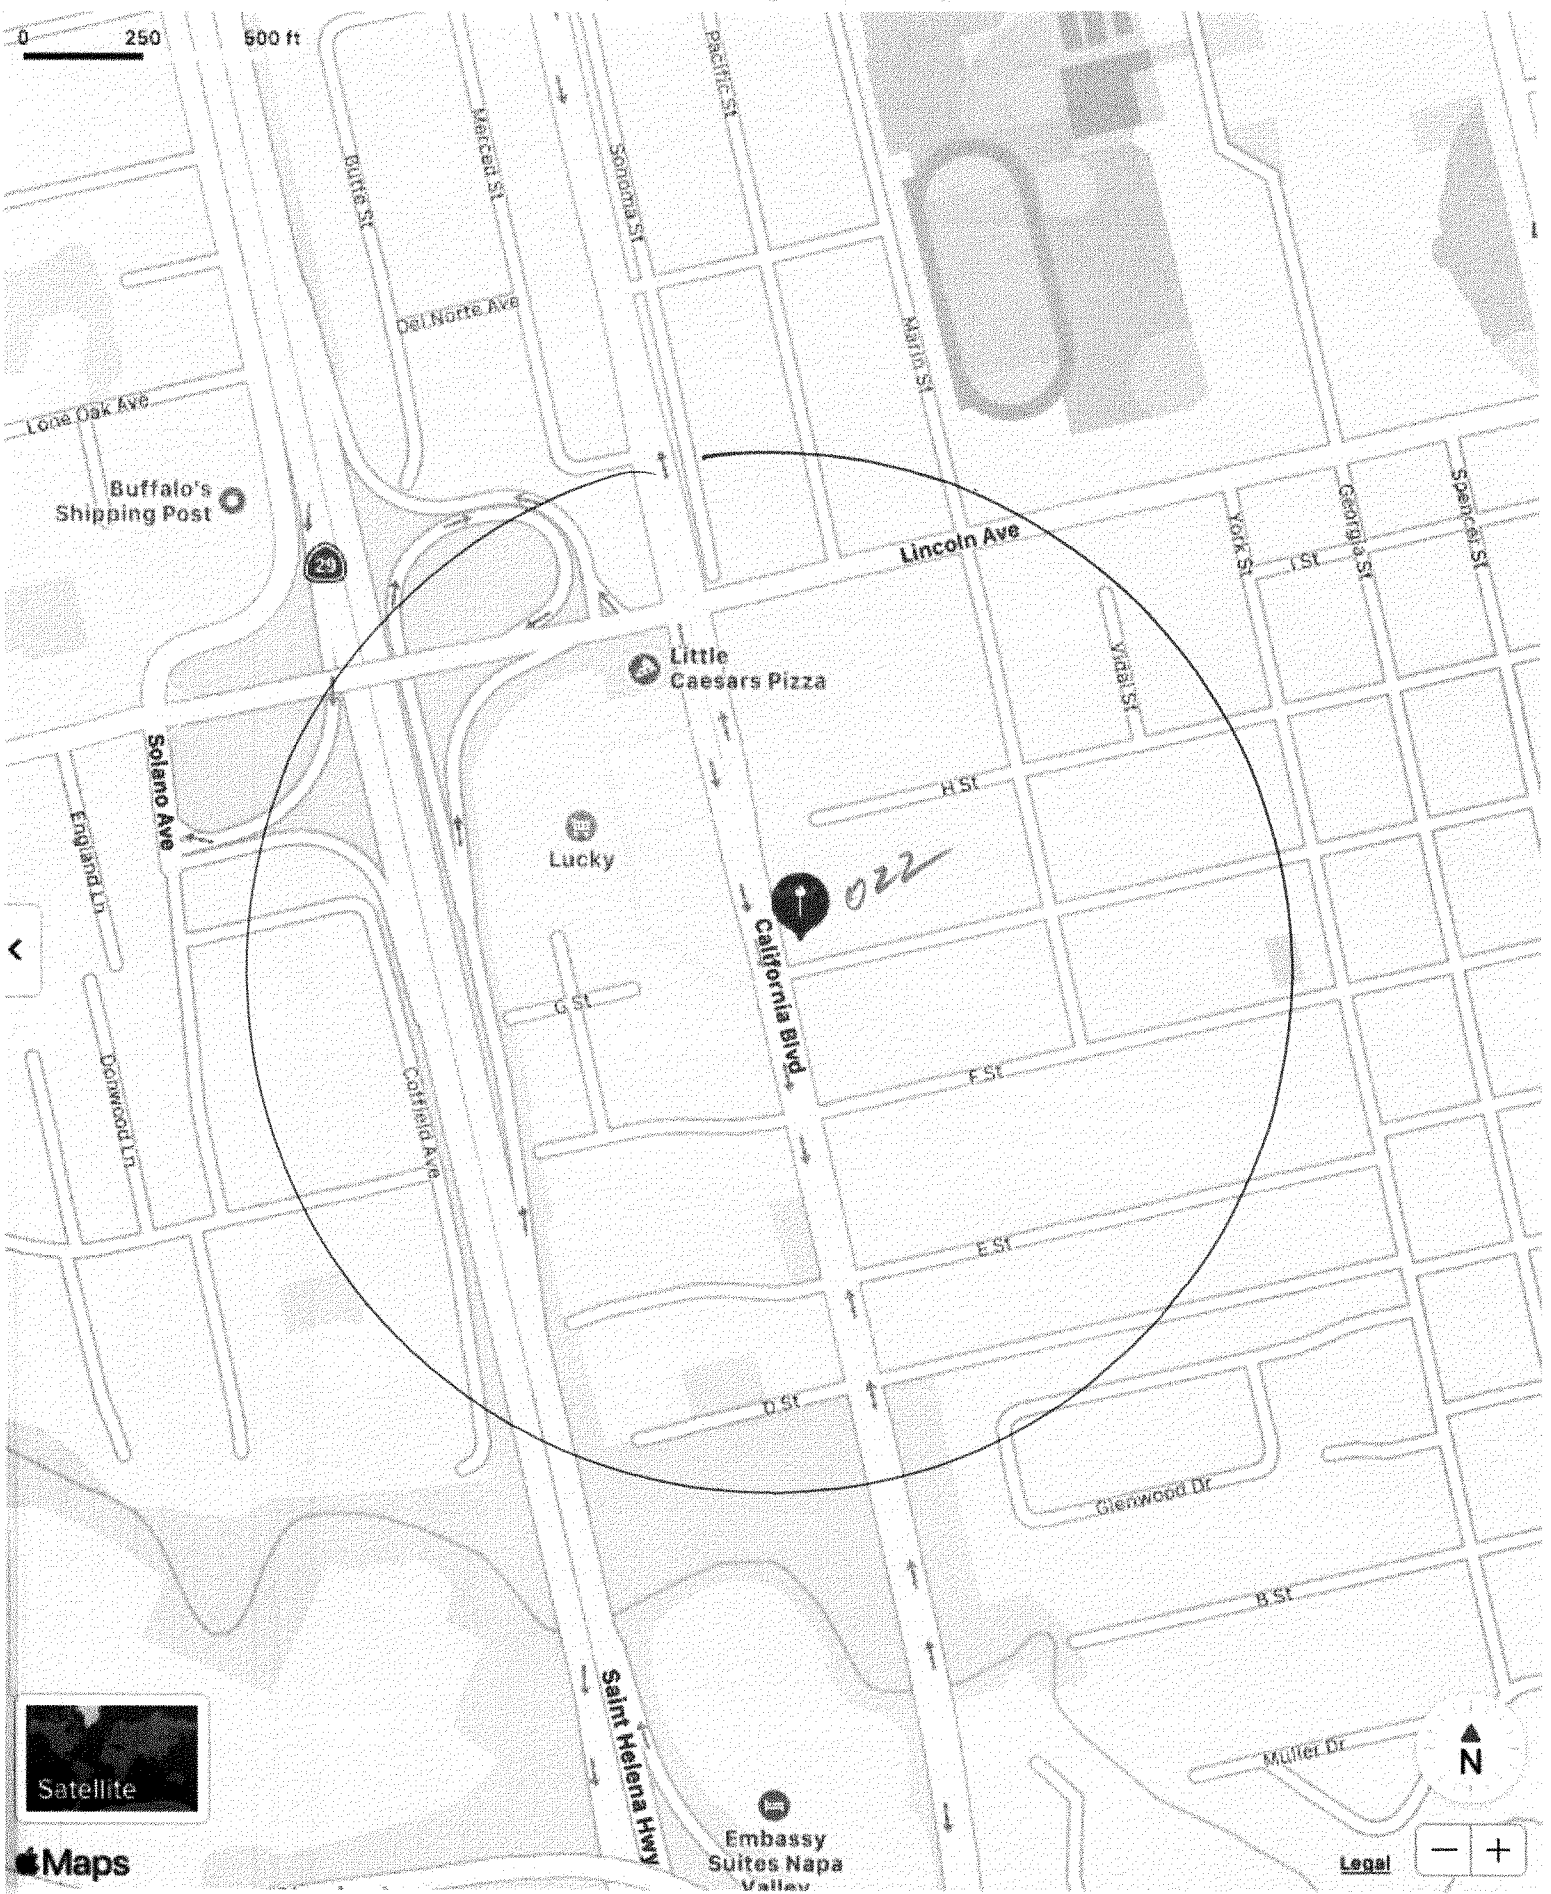 0 250 500 ft
Pacific St
Butte St
Merced St
Sonoma St
Del Norte Ave
Marin St
Lone Oak Ave
Buffalo's
Shipping Post
29
Lincoln Ave
York St
Georgia St
Spencer St
I St
Little
Caesars Pizza
Vidal St
Solano Ave
England Ln
H St
Lucky
022
California Blvd
G St
Donwood Ln
Coffield Ave
F St
E St
D St
Glenwood Dr
B St
Saint Helena Hwy
Muller Dr
N
Satellite
Embassy
Suites Napa
Valley
Maps
Legal